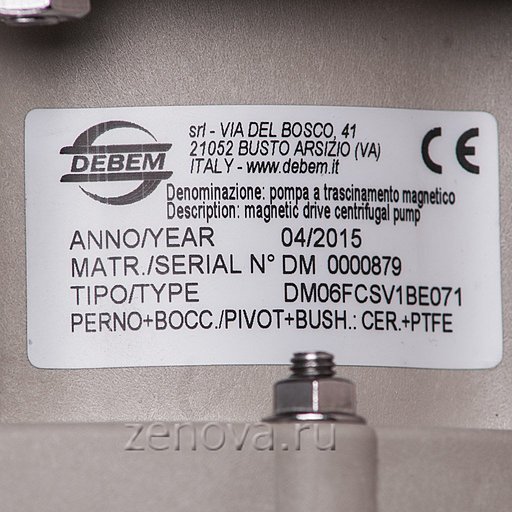 DEBEM
srl - VIA DEL BOSCO, 41
21052 BUSTO ARSIZIO (VA)
ITALY - www.debem.it
CE
Denominazione: pompa a trascinamento magnetico
Description: magnetic drive centrifugal pump
ANNO/YEAR 04/2015
MATR./SERIAL N° DM 0000879
TIPO/TYPE DM06FCSV1BE071
PERNO+BOCC./PIVOT+BUSH.: CER.+PTFE
zenova.ru